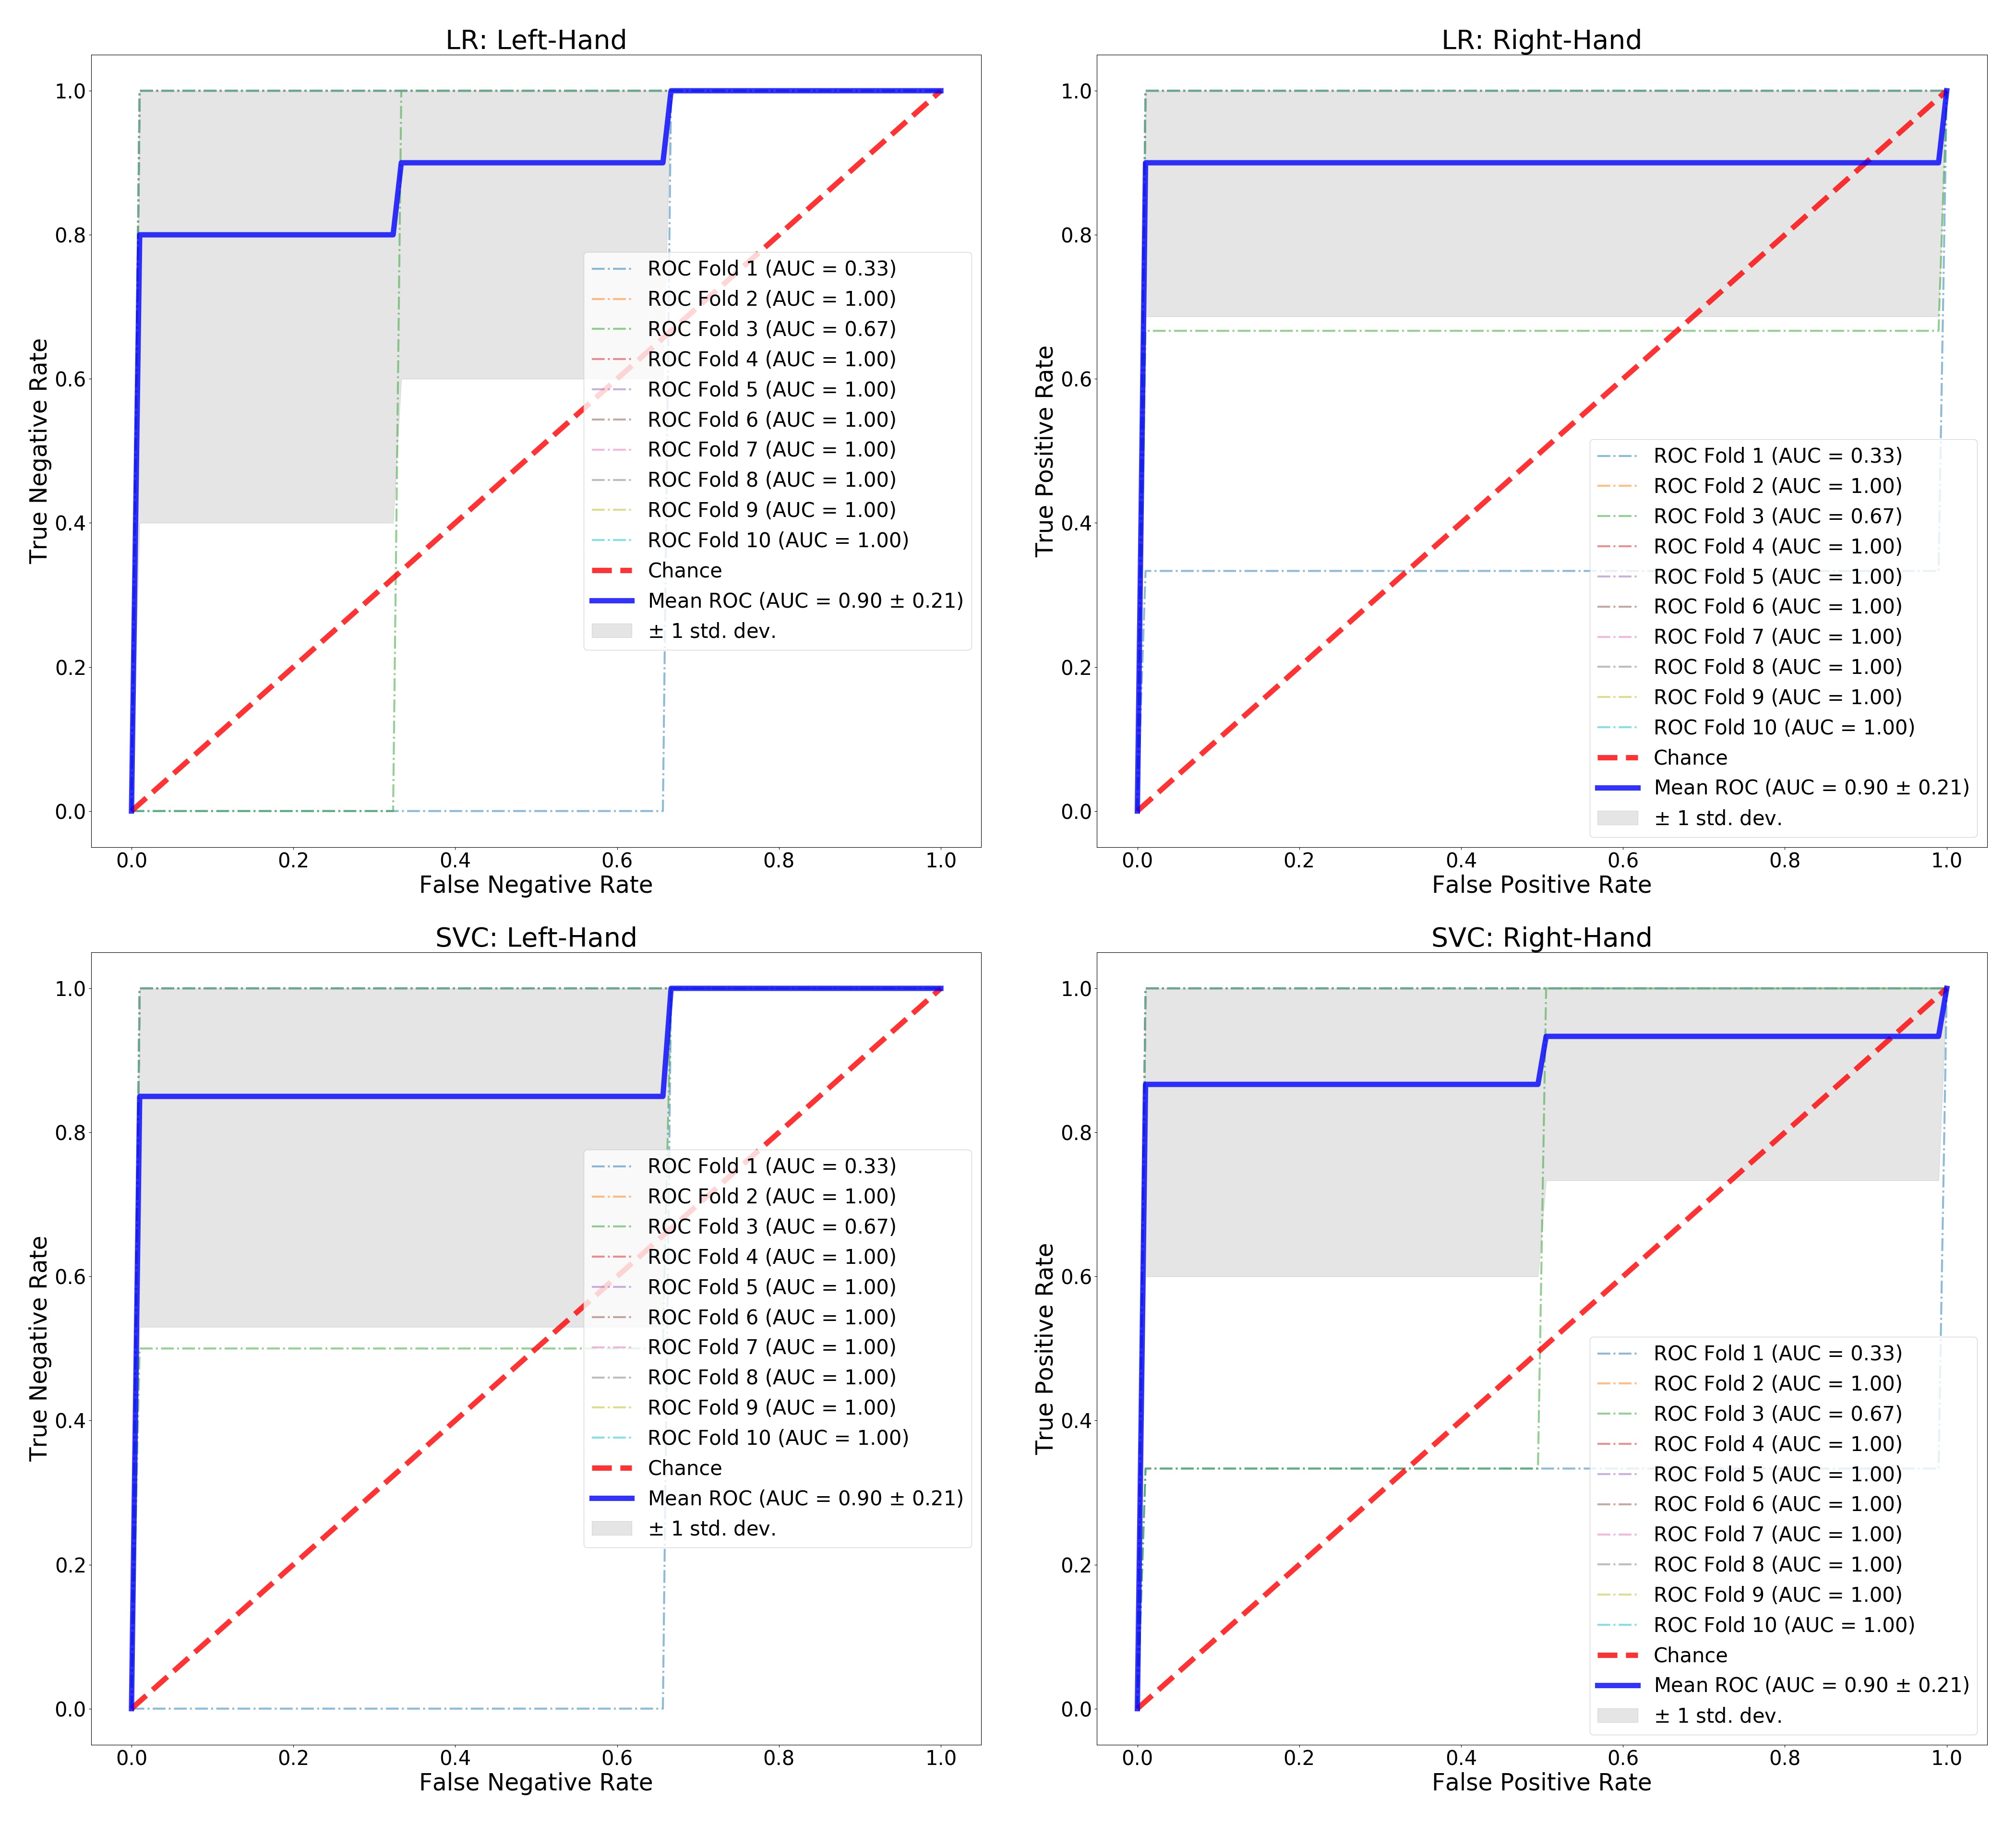 LR: Left-Hand
True Negative Rate
1.0
0.8
0.6
0.4
0.2
0.0
ROC Fold 1 (AUC = 0.33)
ROC Fold 2 (AUC = 1.00)
ROC Fold 3 (AUC = 0.67)
ROC Fold 4 (AUC = 1.00)
ROC Fold 5 (AUC = 1.00)
ROC Fold 6 (AUC = 1.00)
ROC Fold 7 (AUC = 1.00)
ROC Fold 8 (AUC = 1.00)
ROC Fold 9 (AUC = 1.00)
ROC Fold 10 (AUC = 1.00)
Chance
Mean ROC (AUC = 0.90 ± 0.21)
± 1 std. dev.
0.0 0.2 0.4 0.6 0.8 1.0
False Negative Rate
LR: Right-Hand
True Positive Rate
1.0
0.8
0.6
0.4
0.2
0.0
ROC Fold 1 (AUC = 0.33)
ROC Fold 2 (AUC = 1.00)
ROC Fold 3 (AUC = 0.67)
ROC Fold 4 (AUC = 1.00)
ROC Fold 5 (AUC = 1.00)
ROC Fold 6 (AUC = 1.00)
ROC Fold 7 (AUC = 1.00)
ROC Fold 8 (AUC = 1.00)
ROC Fold 9 (AUC = 1.00)
ROC Fold 10 (AUC = 1.00)
Chance
Mean ROC (AUC = 0.90 ± 0.21)
± 1 std. dev.
0.0 0.2 0.4 0.6 0.8 1.0
False Positive Rate
SVC: Left-Hand
True Negative Rate
1.0
0.8
0.6
0.4
0.2
0.0
ROC Fold 1 (AUC = 0.33)
ROC Fold 2 (AUC = 1.00)
ROC Fold 3 (AUC = 0.67)
ROC Fold 4 (AUC = 1.00)
ROC Fold 5 (AUC = 1.00)
ROC Fold 6 (AUC = 1.00)
ROC Fold 7 (AUC = 1.00)
ROC Fold 8 (AUC = 1.00)
ROC Fold 9 (AUC = 1.00)
ROC Fold 10 (AUC = 1.00)
Chance
Mean ROC (AUC = 0.90 ± 0.21)
± 1 std. dev.
0.0 0.2 0.4 0.6 0.8 1.0
False Negative Rate
SVC: Right-Hand
True Positive Rate
1.0
0.8
0.6
0.4
0.2
0.0
ROC Fold 1 (AUC = 0.33)
ROC Fold 2 (AUC = 1.00)
ROC Fold 3 (AUC = 0.67)
ROC Fold 4 (AUC = 1.00)
ROC Fold 5 (AUC = 1.00)
ROC Fold 6 (AUC = 1.00)
ROC Fold 7 (AUC = 1.00)
ROC Fold 8 (AUC = 1.00)
ROC Fold 9 (AUC = 1.00)
ROC Fold 10 (AUC = 1.00)
Chance
Mean ROC (AUC = 0.90 ± 0.21)
± 1 std. dev.
0.0 0.2 0.4 0.6 0.8 1.0
False Positive Rate